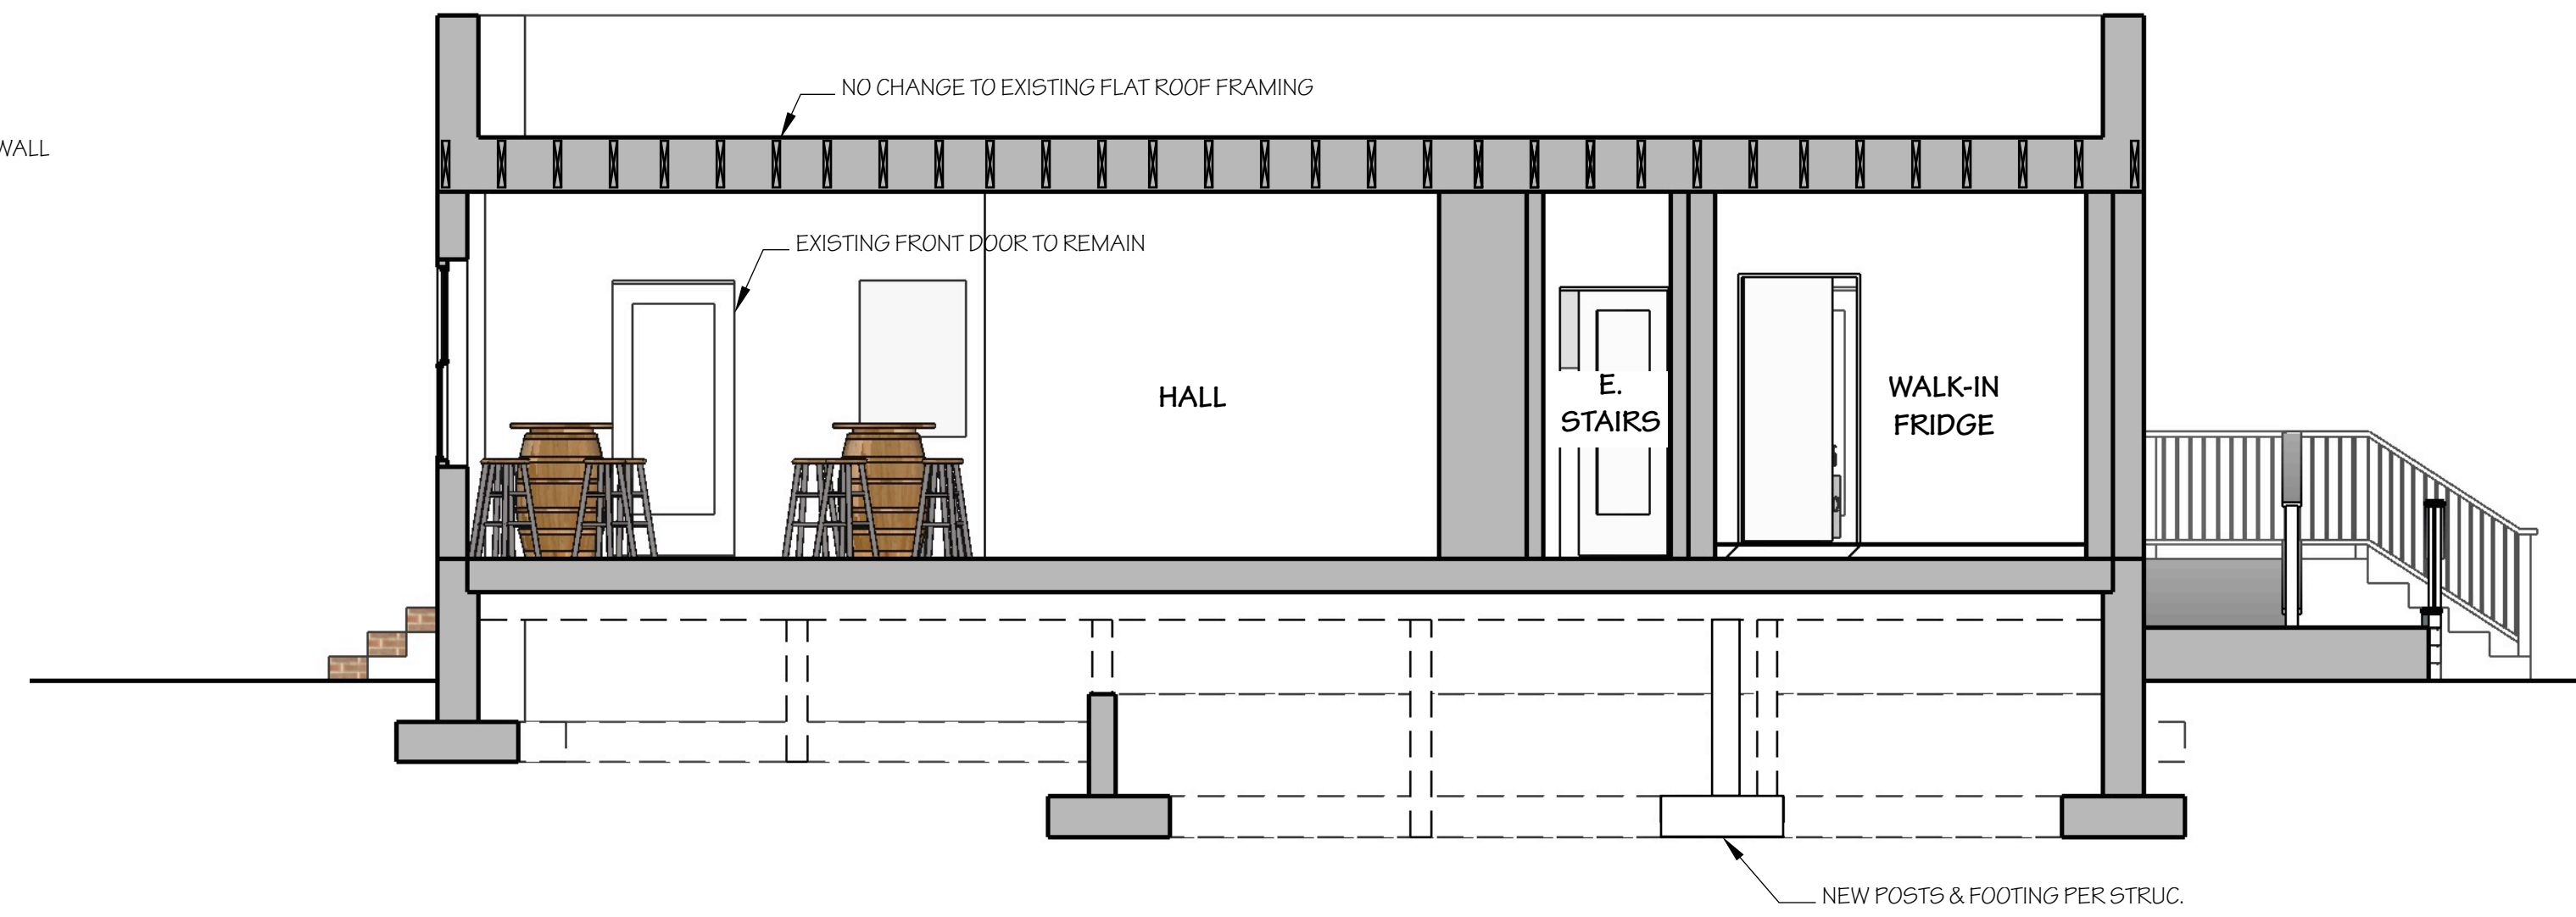 NO CHANGE TO EXISTING FLAT ROOF FRAMING
WALL
EXISTING FRONT DOOR TO REMAIN
HALL
E.
STAIRS
WALK-IN
FRIDGE
NEW POSTS & FOOTING PER STRUC.